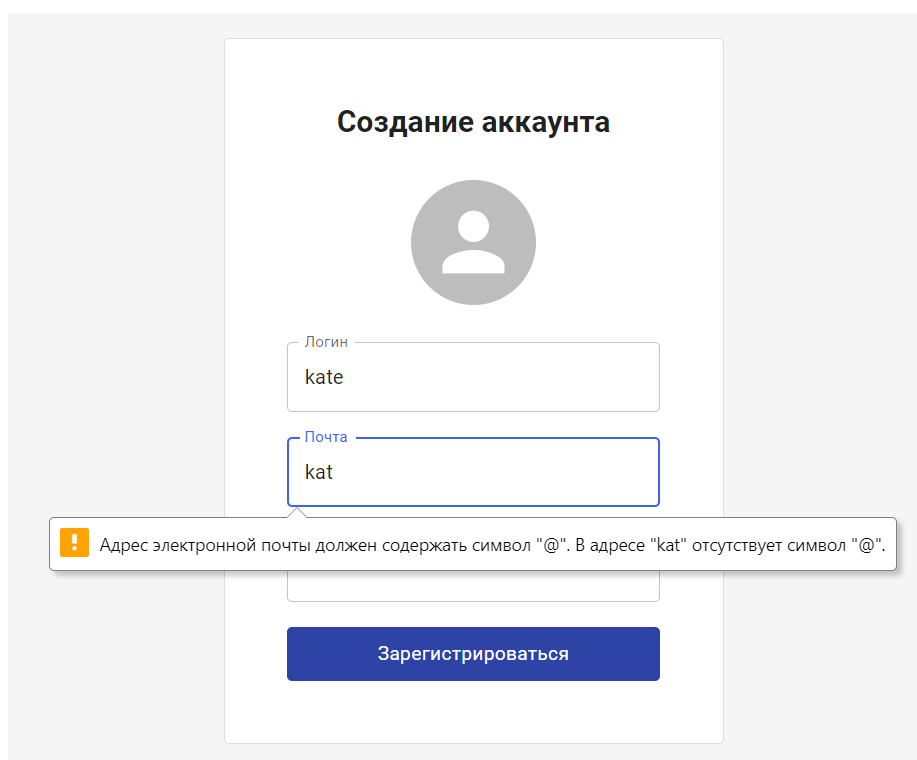 Создание аккаунта
Логин
kate
Почта
kat
Адрес электронной почты должен содержать символ "@". В адресе "kat" отсутствует символ "@".
Зарегистрироваться